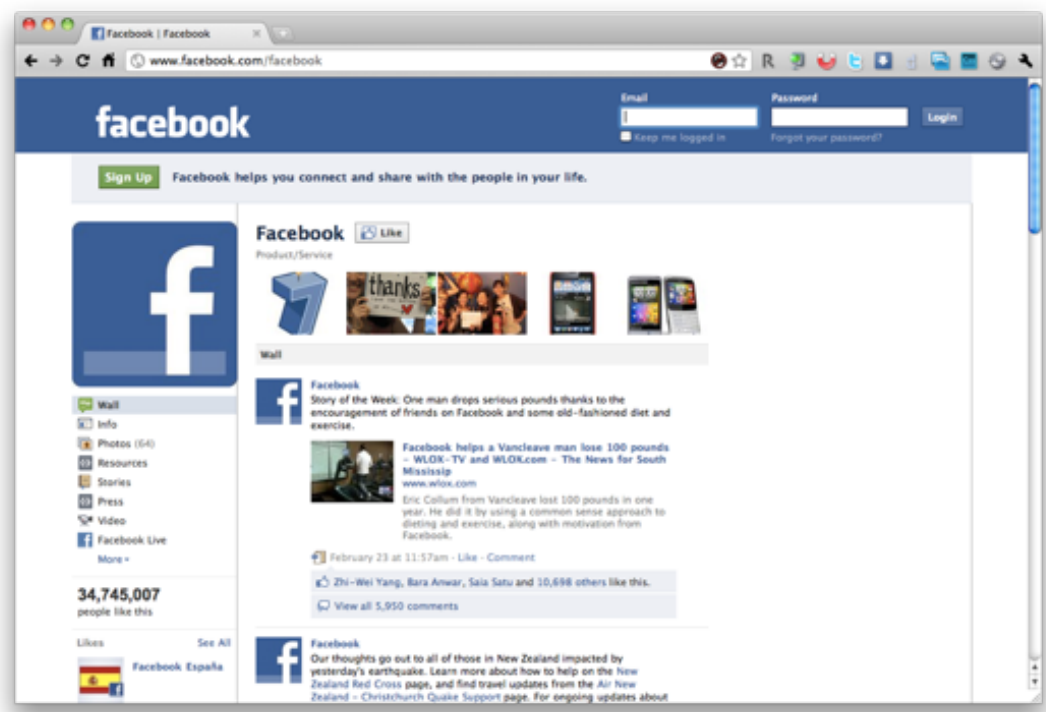 Facebook | Facebook
www.facebook.com/facebook
R
facebook
Email
Password
Login
Keep me logged in
Forgot your password?
Sign Up
Facebook helps you connect and share with the people in your life.
Facebook
Like
Product/Service
7
thanks
Wall
Facebook
Story of the Week: One man drops serious pounds thanks to the
encouragement of friends on Facebook and some old-fashioned diet and
exercise.
Facebook helps a Vancleave man lose 100 pounds
- WLOX-TV and WLOX.com - The News for South
Mississip
www.wlox.com
Eric Collum from Vancleave lost 100 pounds in one
year. He did it by using a common sense approach to
dieting and exercise, along with motivation from
Facebook.
February 23 at 11:57am · Like · Comment
Zhi-Wei Yang, Bara Anwar, Saia Satu and 10,698 others like this.
View all 5,950 comments
Facebook
Our thoughts go out to all of those in New Zealand impacted by
yesterday's earthquake. Learn more about how to help on the New
Zealand Red Cross page, and find travel updates from the Air New
Zealand - Christchurch Quake Support page. For ongoing updates about
Wall
Info
Photos (64)
Resources
Stories
Press
Video
Facebook Live
More
34,745,007
people like this
Likes
See All
Facebook España